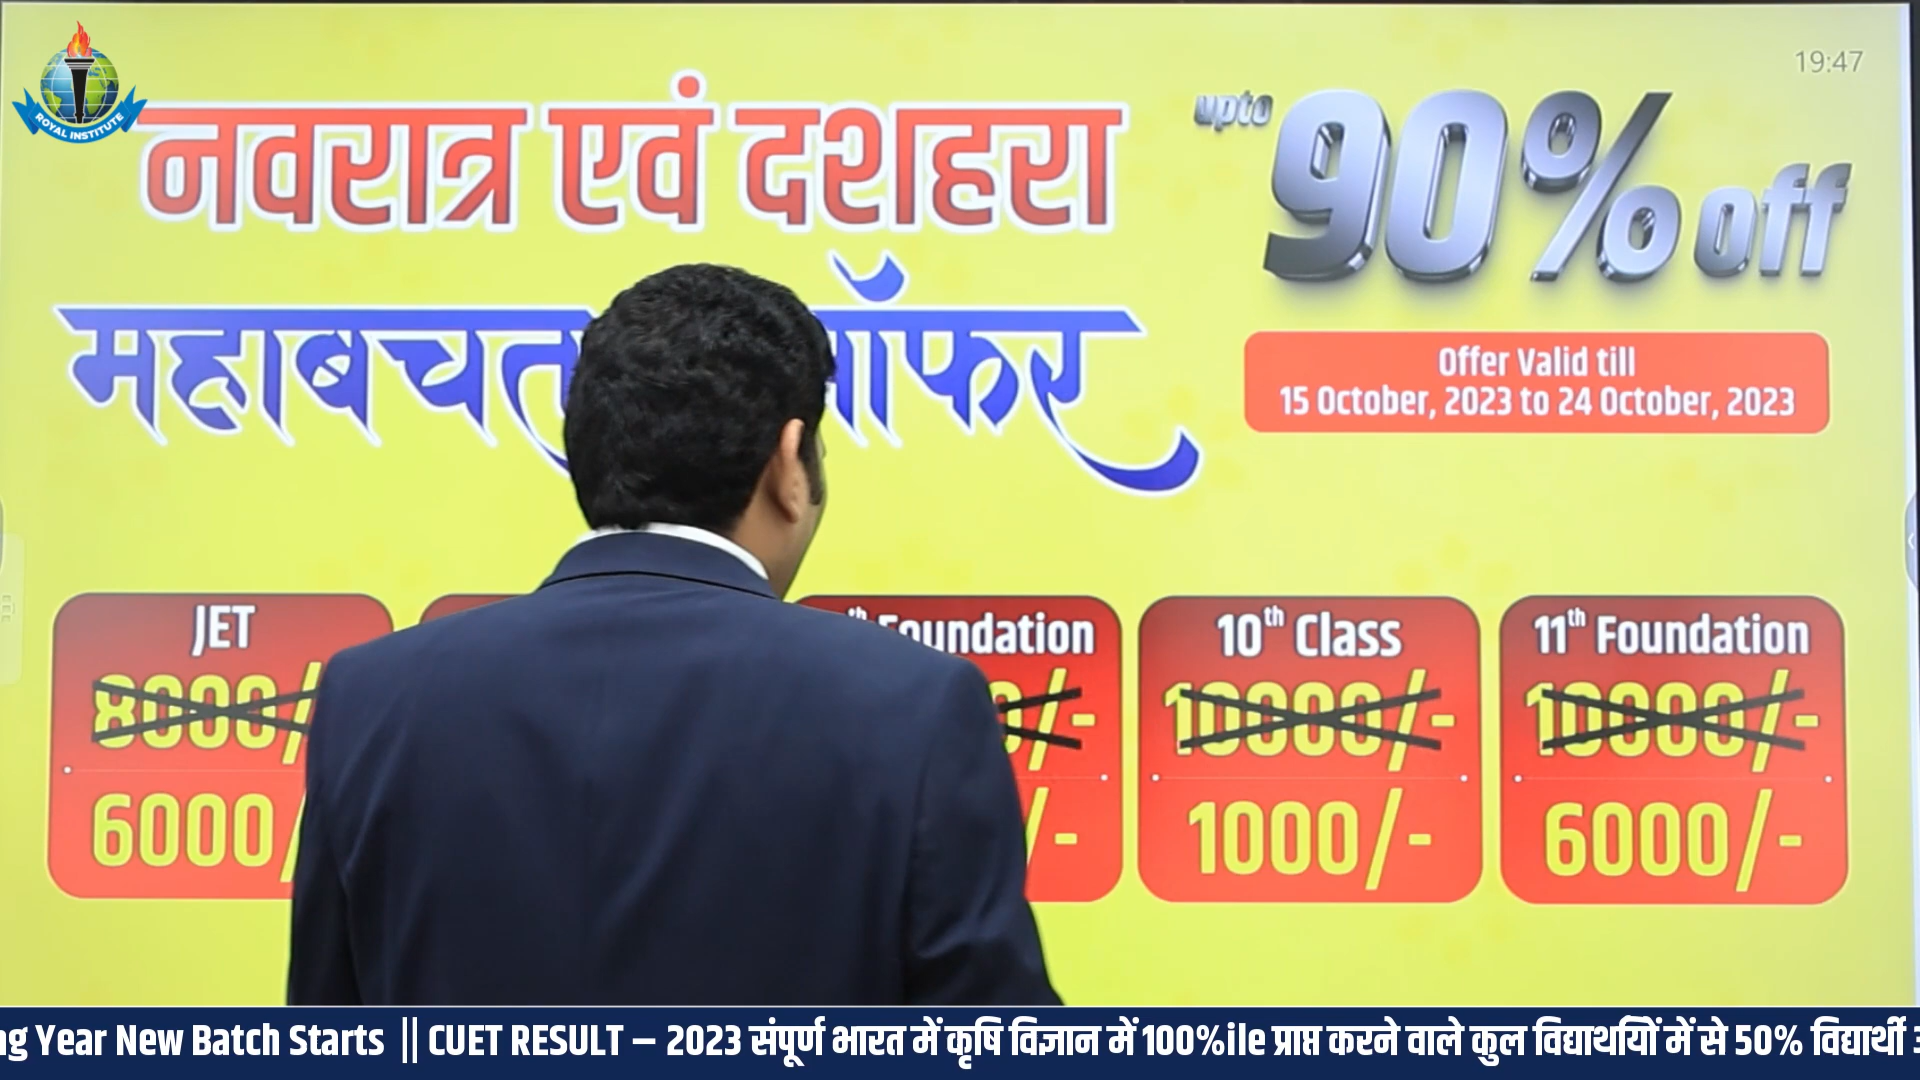 ROYAL INSTITUTE
19:47
नवरात्र एवं दशहरा
upto 90% off
Offer Valid till
15 October, 2023 to 24 October, 2023
JET
8000/
6000/
Foundation
/-
/-
10th Class
10000/-
1000/-
11th Foundation
10000/-
6000/-
Year New Batch Starts || CUET RESULT – 2023 संपूर्ण भारत में कृषि विज्ञान में 100%ile प्राप्त करने वाले कुल विद्यार्थियों में से 50% विद्यार्थी